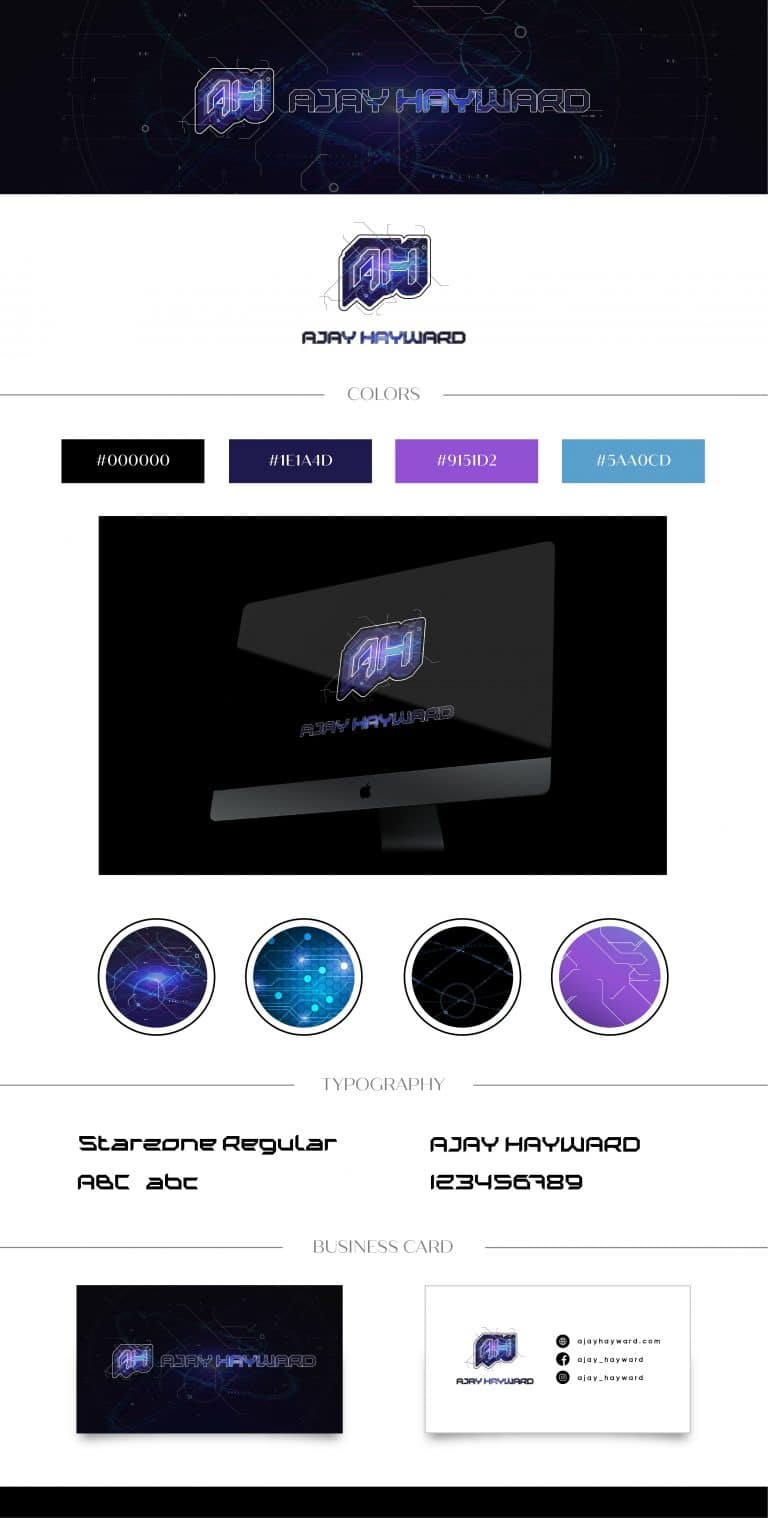 AH AJAY HAYWARD
REALITY
AH
AJAY HAYWARD
COLORS
#000000 #1E1A4D #9151D2 #5AA0CD
AH
AJAY HAYWARD
TYPOGRAPHY
Starzone Regular AJAY HAYWARD
ABC abc 123456789
BUSINESS CARD
AH AJAY HAYWARD
AH
AJAY HAYWARD
ajayhayward.com
ajay_hayward
ajay_hayward